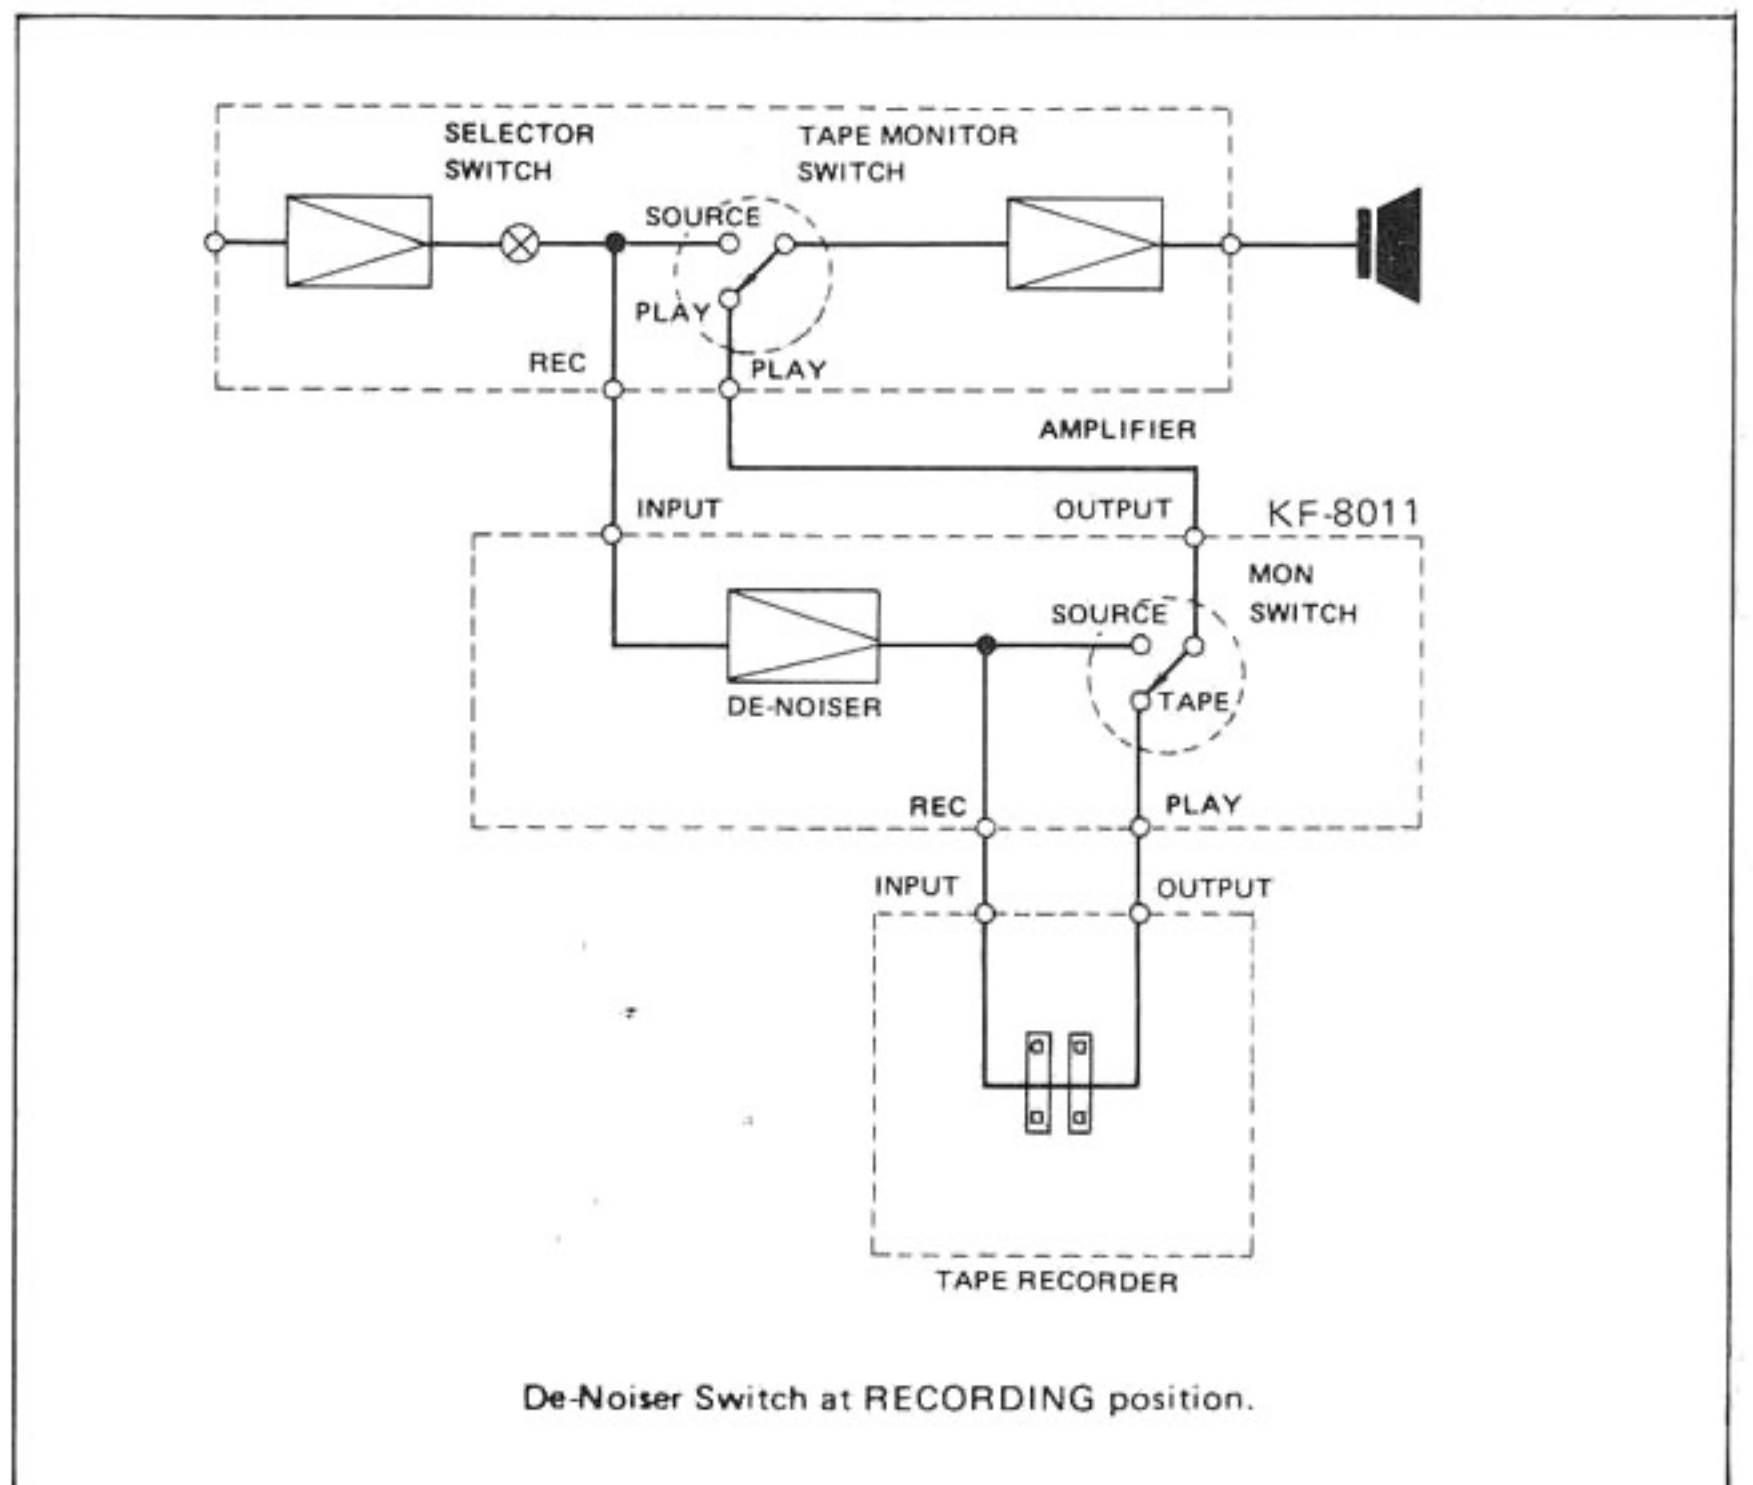 SELECTOR
SWITCH
TAPE MONITOR
SWITCH
SOURCE
PLAY
REC
PLAY
AMPLIFIER
INPUT
OUTPUT
KF-8011
MON
SWITCH
SOURCE
DE-NOISER
TAPE
REC
PLAY
INPUT
OUTPUT
TAPE RECORDER
De-Noiser Switch at RECORDING position.